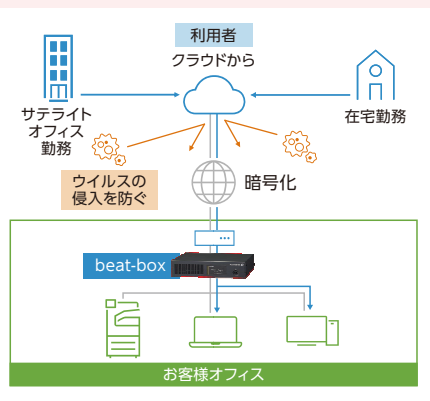 利用者
クラウドから
サテライト
オフィス
勤務
在宅勤務
ウイルスの
侵入を防ぐ
暗号化
beat-box
お客様オフィス